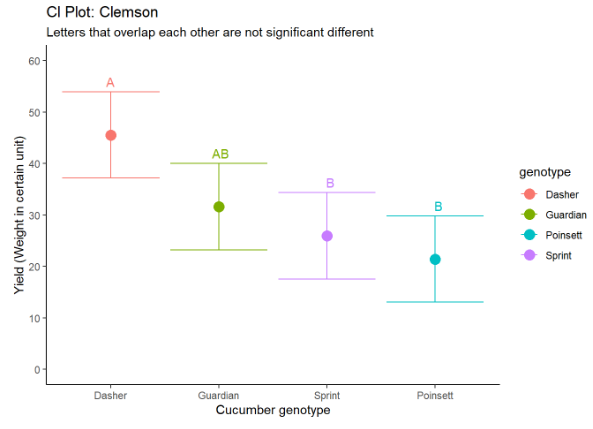 CI Plot: Clemson
Letters that overlap each other are not significant different
Yield (Weight in certain unit)
60
50
40
30
20
10
0
A
AB
B
B
Dasher
Guardian
Sprint
Poinsett
Cucumber genotype
genotype
Dasher
Guardian
Poinsett
Sprint